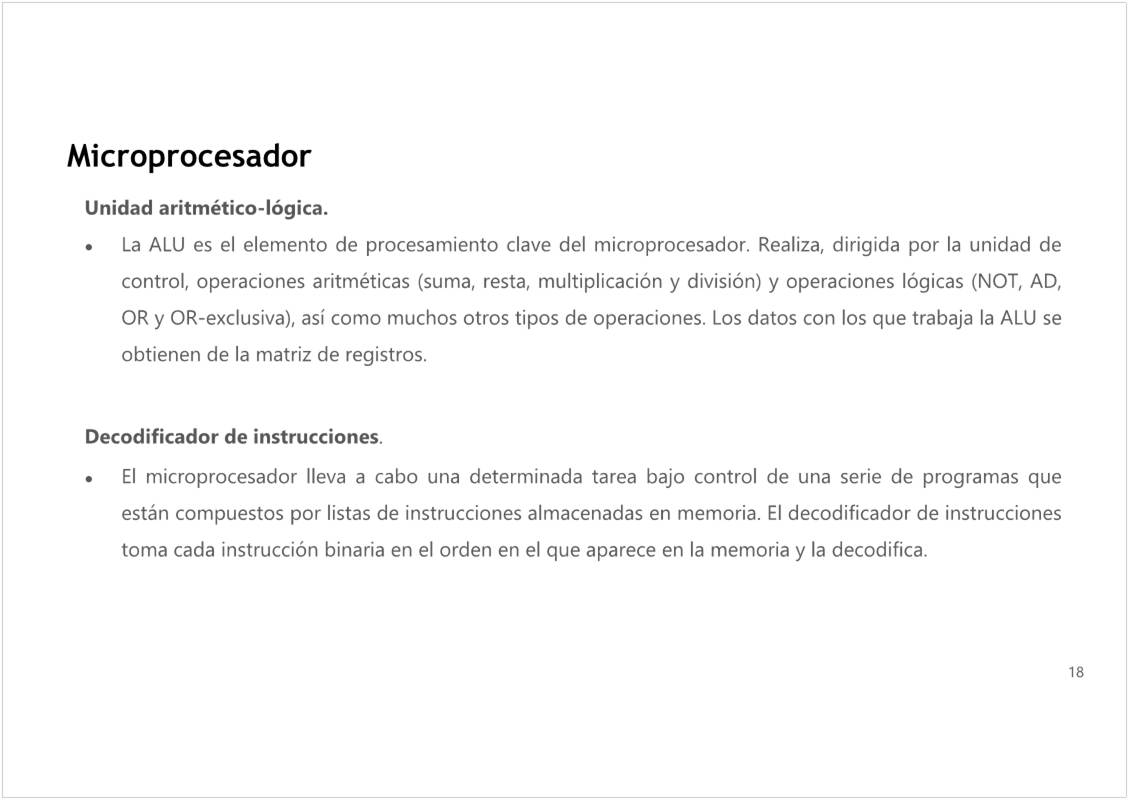 Microprocesador
Unidad aritmético-lógica.
• La ALU es el elemento de procesamiento clave del microprocesador. Realiza, dirigida por la unidad de
control, operaciones aritméticas (suma, resta, multiplicación y división) y operaciones lógicas (NOT, AD,
OR y OR-exclusiva), así como muchos otros tipos de operaciones. Los datos con los que trabaja la ALU se
obtienen de la matriz de registros.
Decodificador de instrucciones.
• El microprocesador lleva a cabo una determinada tarea bajo control de una serie de programas que
están compuestos por listas de instrucciones almacenadas en memoria. El decodificador de instrucciones
toma cada instrucción binaria en el orden en el que aparece en la memoria y la decodifica.
18